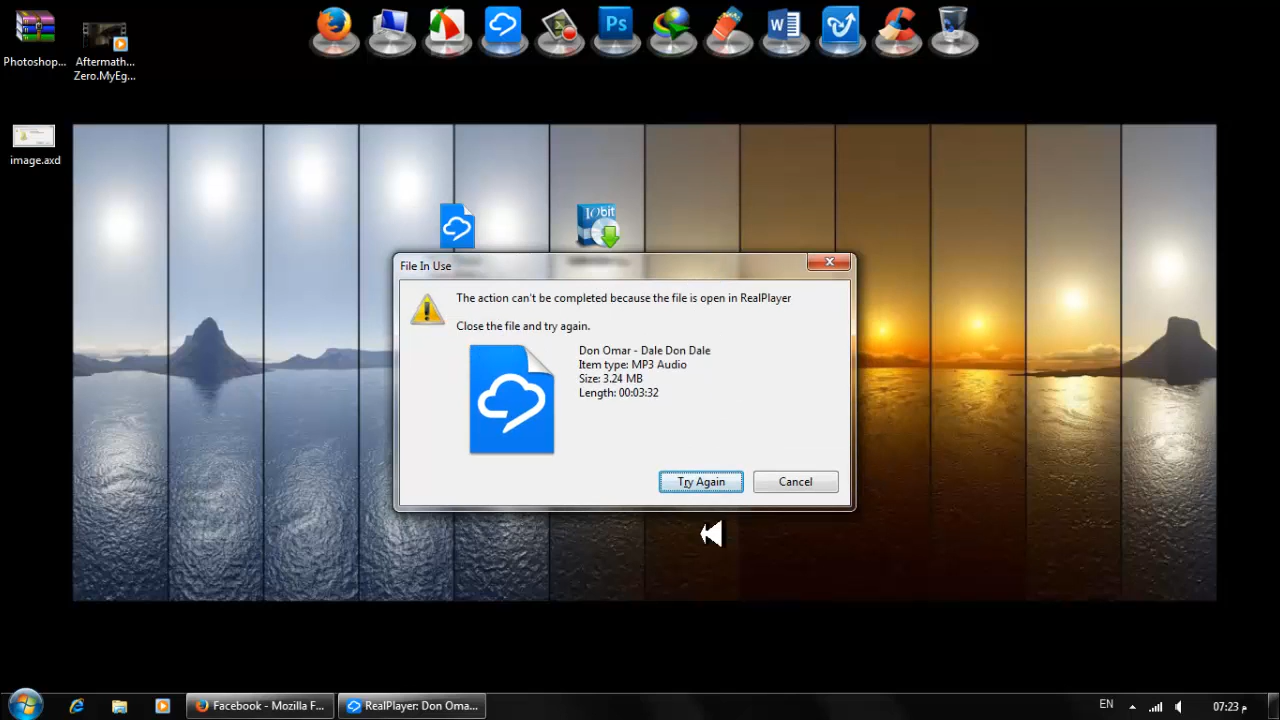 Ps
W
Photoshop...
Aftermath...
Zero.MyEg...
image.axd
IObit
File In Use
The action can't be completed because the file is open in RealPlayer
Close the file and try again.
Don Omar - Dale Don Dale
Item type: MP3 Audio
Size: 3.24 MB
Length: 00:03:32
Try Again
Cancel
Facebook - Mozilla F...
RealPlayer: Don Oma...
EN
07:23 م